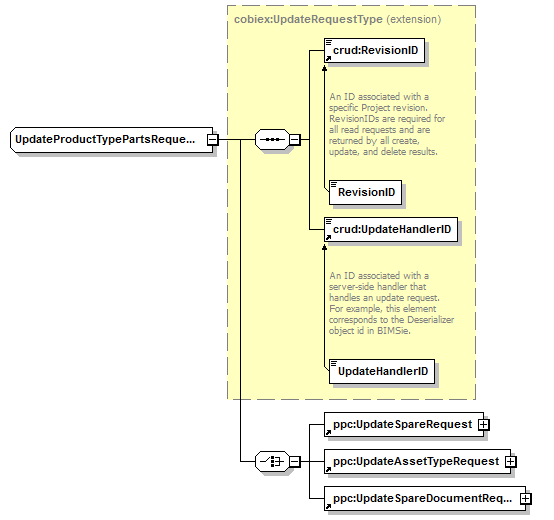 cobiex:UpdateRequestType (extension)
crud:RevisionID
An ID associated with a
specific Project revision.
RevisionIDs are required for
all read requests and are
returned by all create,
update, and delete results.
UpdateProductTypePartsReque...
RevisionID
crud:UpdateHandlerID
An ID associated with a
server-side handler that
handles an update request.
For example, this element
corresponds to the Deserializer
object id in BIMSie.
UpdateHandlerID
ppc:UpdateSpareRequest
ppc:UpdateAssetTypeRequest
ppc:UpdateSpareDocumentReq...